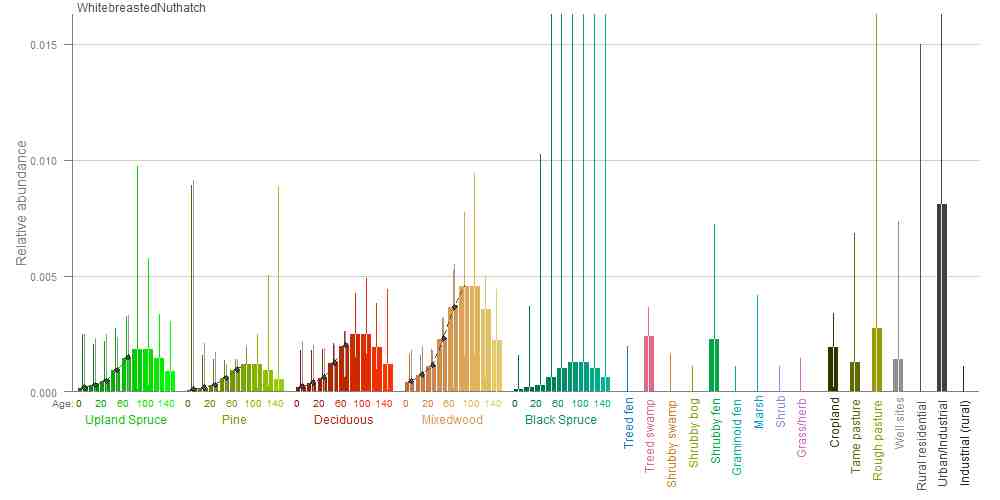 WhitebreastedNuthatch
Relative abundance
0.015
0.010
0.005
0.000
Age: 0 20 60 100 140 0 20 60 100 140 0 20 60 100 140 0 20 60 100 140 0 20 60 100 140
Upland Spruce Pine Deciduous Mixedwood Black Spruce
Treed fen
Treed swamp
Shrubby swamp
Shrubby bog
Shrubby fen
Graminoid fen
Marsh
Shrub
Grass/herb
Cropland
Tame pasture
Rough pasture
Well sites
Rural residential
Urban/Industrial
Industrial (rural)